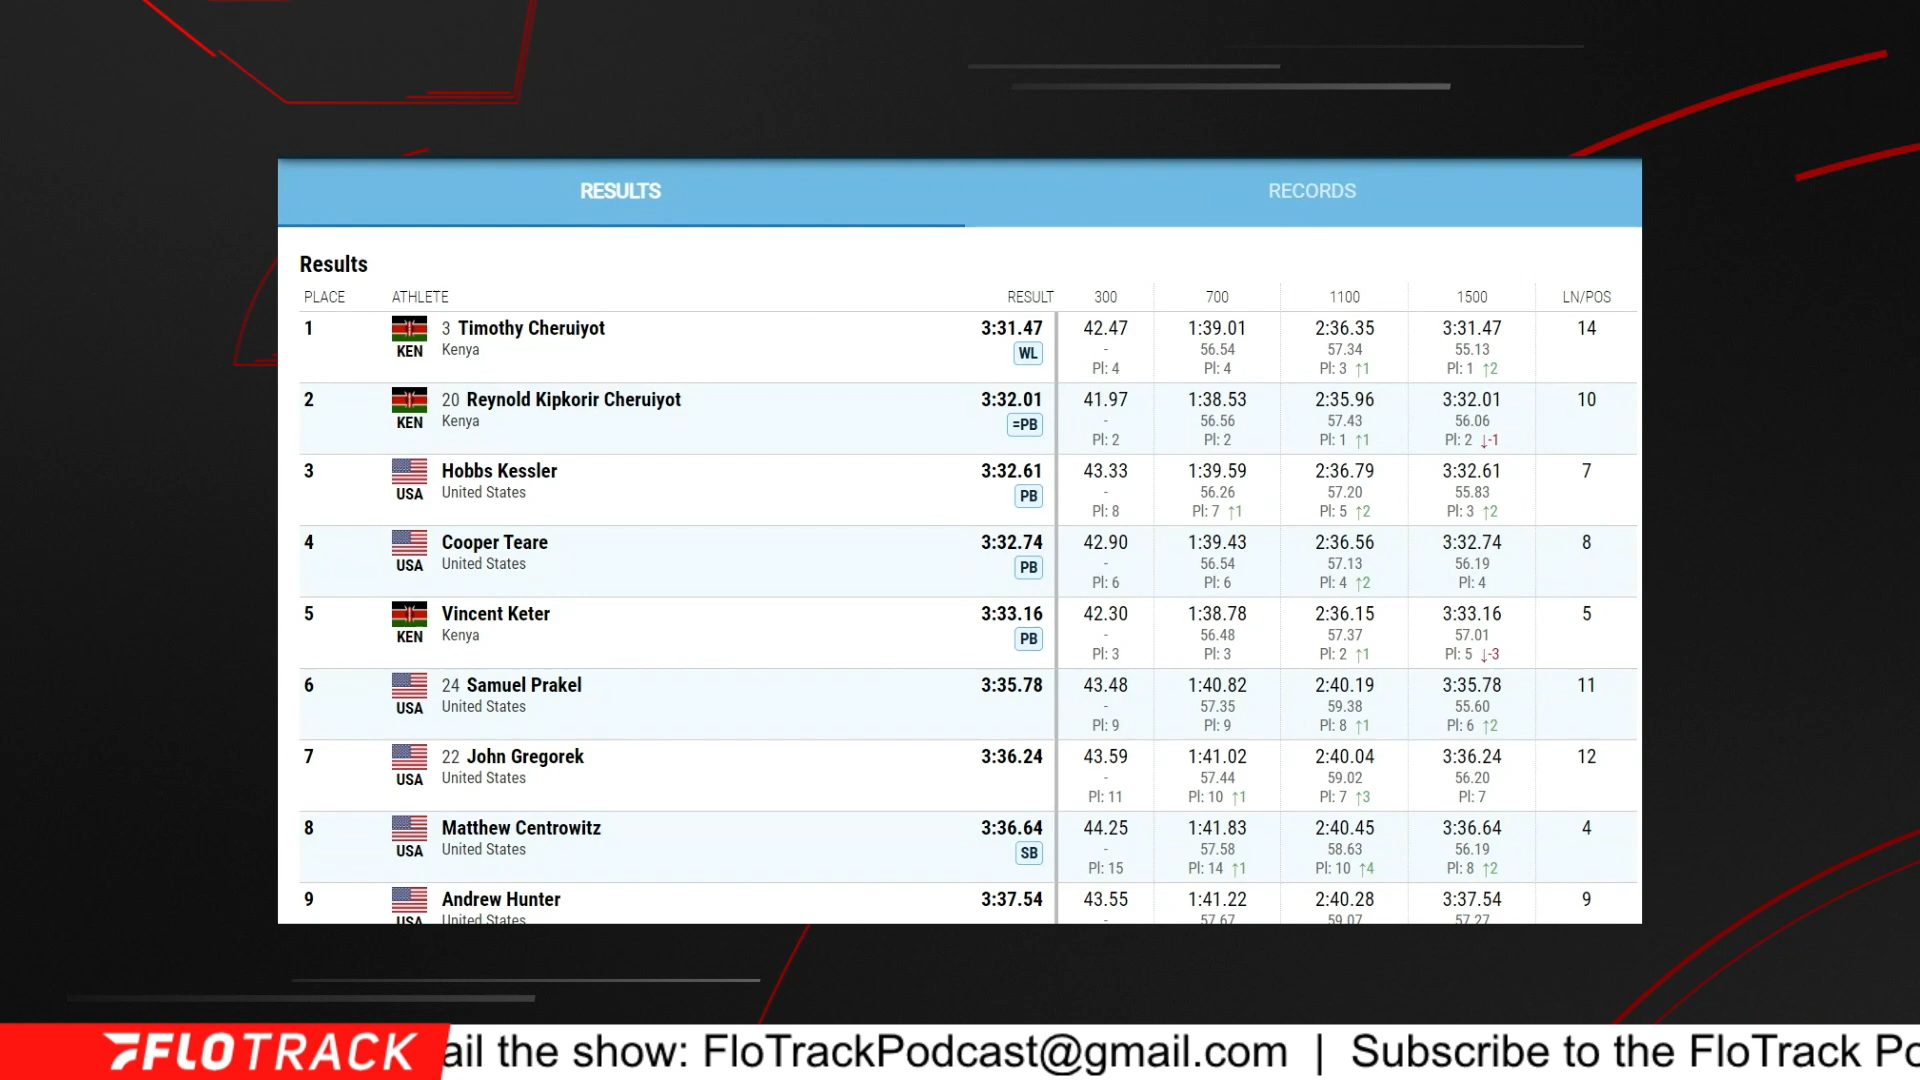 RESULTS RECORDS
Results
PLACE ATHLETE RESULT 300 700 1100 1500 LN/POS
1 3 Timothy Cheruiyot 3:31.47 42.47 1:39.01 2:36.35 3:31.47 14
KEN Kenya WL - 56.54 57.34 55.13
Pl: 4 Pl: 4 Pl: 3 ↑1 Pl: 1 ↑2
2 20 Reynold Kipkorir Cheruiyot 3:32.01 41.97 1:38.53 2:35.96 3:32.01 10
KEN Kenya =PB - 56.56 57.43 56.06
Pl: 2 Pl: 2 Pl: 1 ↑1 Pl: 2 ↓-1
3 Hobbs Kessler 3:32.61 43.33 1:39.59 2:36.79 3:32.61 7
USA United States PB - 56.26 57.20 55.83
Pl: 8 Pl: 7 ↑1 Pl: 5 ↑2 Pl: 3 ↑2
4 Cooper Teare 3:32.74 42.90 1:39.43 2:36.56 3:32.74 8
USA United States PB - 56.54 57.13 56.19
Pl: 6 Pl: 6 Pl: 4 ↑2 Pl: 4
5 Vincent Keter 3:33.16 42.30 1:38.78 2:36.15 3:33.16 5
KEN Kenya PB - 56.48 57.37 57.01
Pl: 3 Pl: 3 Pl: 2 ↑1 Pl: 5 ↓-3
6 24 Samuel Prakel 3:35.78 43.48 1:40.82 2:40.19 3:35.78 11
USA United States - 57.35 59.38 55.60
Pl: 9 Pl: 9 Pl: 8 ↑1 Pl: 6 ↑2
7 22 John Gregorek 3:36.24 43.59 1:41.02 2:40.04 3:36.24 12
USA United States - 57.44 59.02 56.20
Pl: 11 Pl: 10 ↑1 Pl: 7 ↑3 Pl: 7
8 Matthew Centrowitz 3:36.64 44.25 1:41.83 2:40.45 3:36.64 4
USA United States SB - 57.58 58.63 56.19
Pl: 15 Pl: 14 ↑1 Pl: 10 ↑4 Pl: 8 ↑2
9 Andrew Hunter 3:37.54 43.55 1:41.22 2:40.28 3:37.54 9
USA United States - 57.67 59.07 57.27
FLOTRACK ail the show: FloTrackPodcast@gmail.com | Subscribe to the FloTrack Po